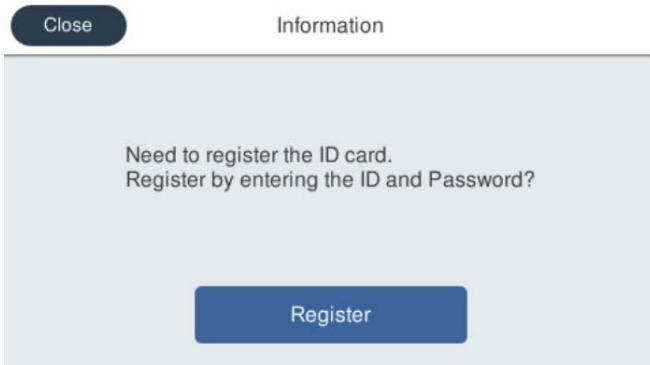 Close
Information
Need to register the ID card.
Register by entering the ID and Password?
Register